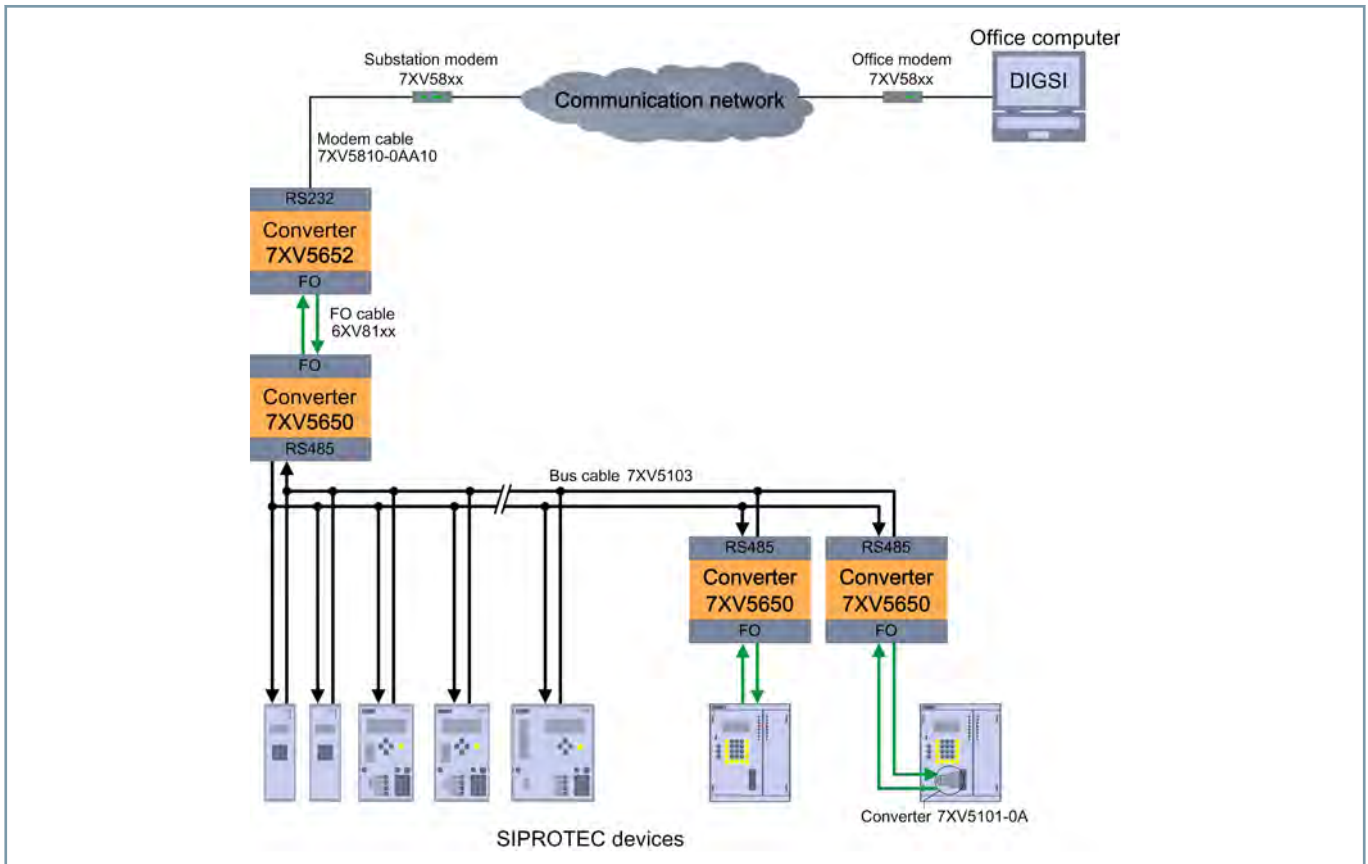 Office computer
Substation modem
7XV58xx
Office modem
7XV58xx
DIGSI
Communication network
Modem cable
7XV5810-0AA10
RS232
Converter
7XV5652
FO
FO cable
6XV81xx
FO
Converter
7XV5650
RS485
Bus cable 7XV5103
RS485
Converter
7XV5650
FO
RS485
Converter
7XV5650
FO
Converter 7XV5101-0A
SIPROTEC devices